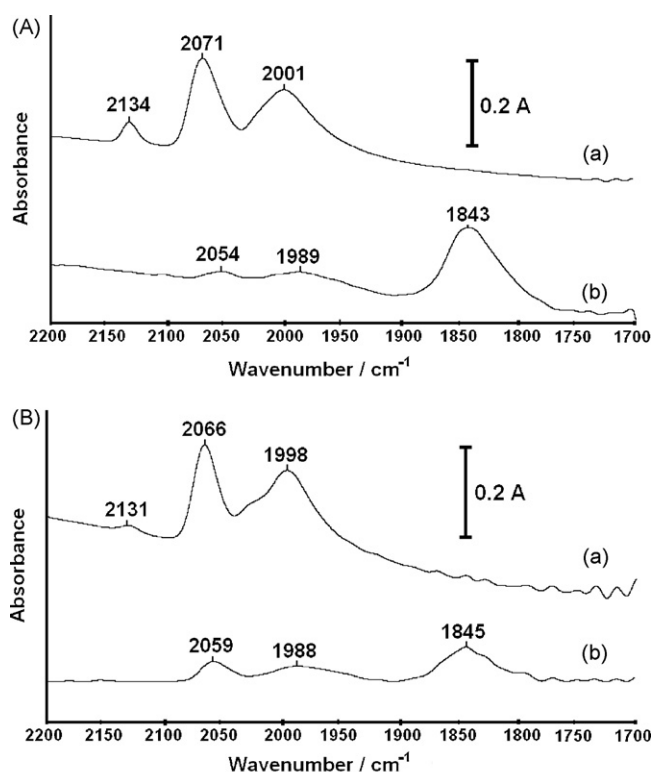 (A)
Absorbance
2134
2071
2001
0.2 A
(a)
2054
1989
1843
(b)
2200 2150 2100 2050 2000 1950 1900 1850 1800 1750 1700
Wavenumber / cm-1
(B)
Absorbance
2131
2066
1998
0.2 A
(a)
2059
1988
1845
(b)
2200 2150 2100 2050 2000 1950 1900 1850 1800 1750 1700
Wavenumber / cm-1